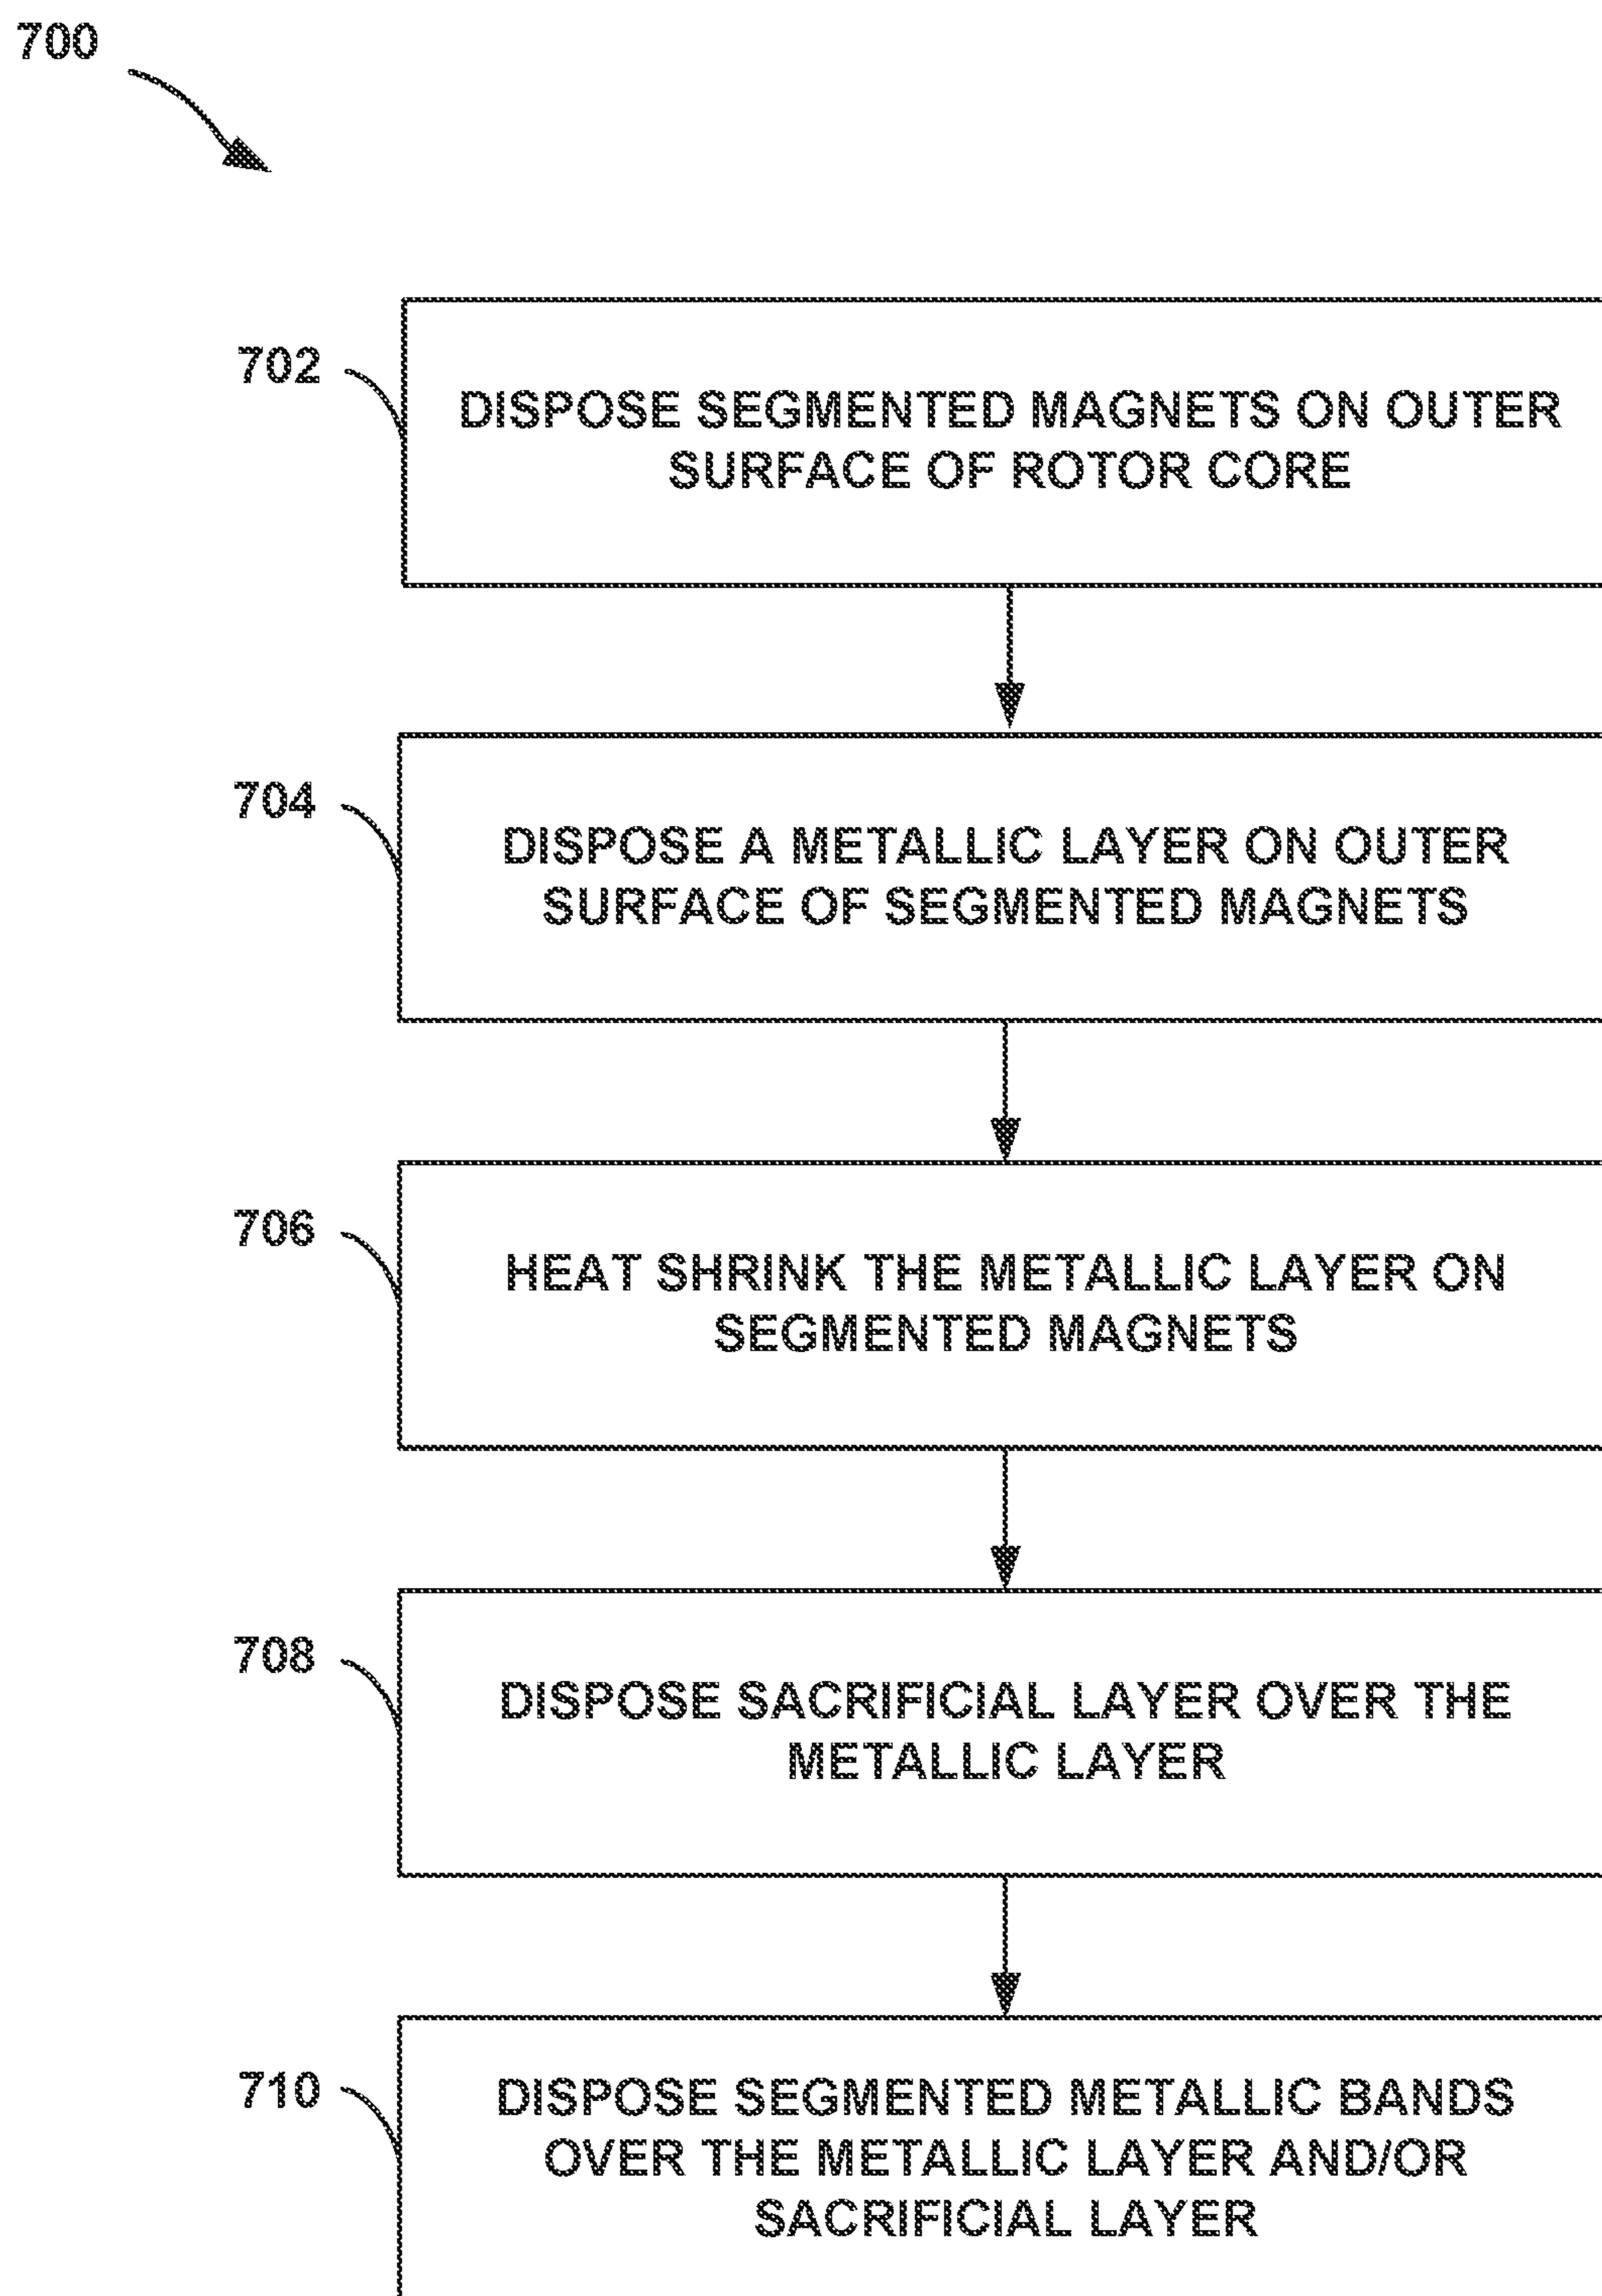 700
702
DISPOSE SEGMENTED MAGNETS ON OUTER
SURFACE OF ROTOR CORE
704
DISPOSE A METALLIC LAYER ON OUTER
SURFACE OF SEGMENTED MAGNETS
706
HEAT SHRINK THE METALLIC LAYER ON
SEGMENTED MAGNETS
708
DISPOSE SACRIFICIAL LAYER OVER THE
METALLIC LAYER
710
DISPOSE SEGMENTED METALLIC BANDS
OVER THE METALLIC LAYER AND/OR
SACRIFICIAL LAYER